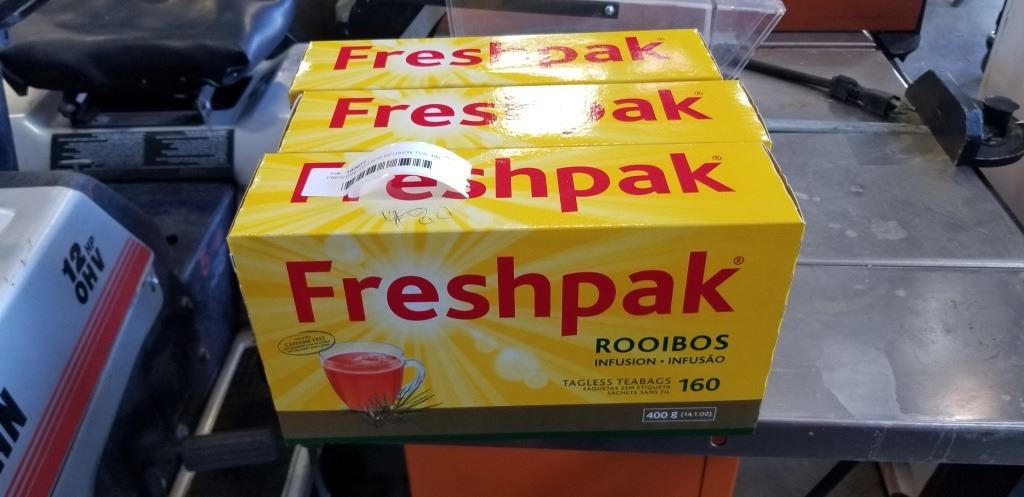 Freshpak®
Freshpak®
Freshpak®
Freshpak®
CAFFEINE FREE
ROOIBOS
INFUSION • INFUSÃO
TAGLESS TEABAGS 160
SAQUETAS SEM ETIQUETA
SACHETS SANS FIL
400 g (14.1 OZ)
12 HP
OHV